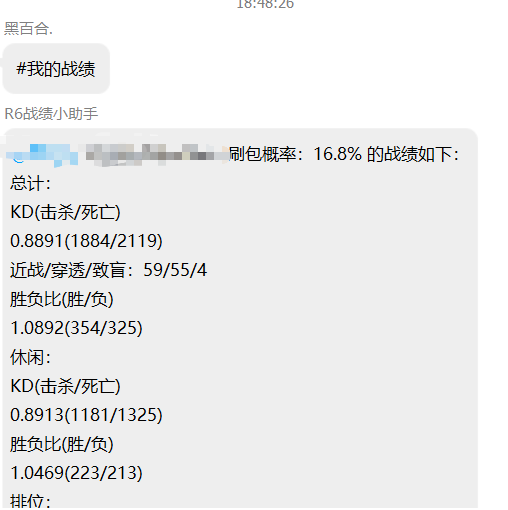 18:48:26
黑百合.
#我的战绩
R6战绩小助手
刷包概率：16.8% 的战绩如下：
总计：
KD(击杀/死亡)
0.8891(1884/2119)
近战/穿透/致盲：59/55/4
胜负比(胜/负)
1.0892(354/325)
休闲：
KD(击杀/死亡)
0.8913(1181/1325)
胜负比(胜/负)
1.0469(223/213)
排位：